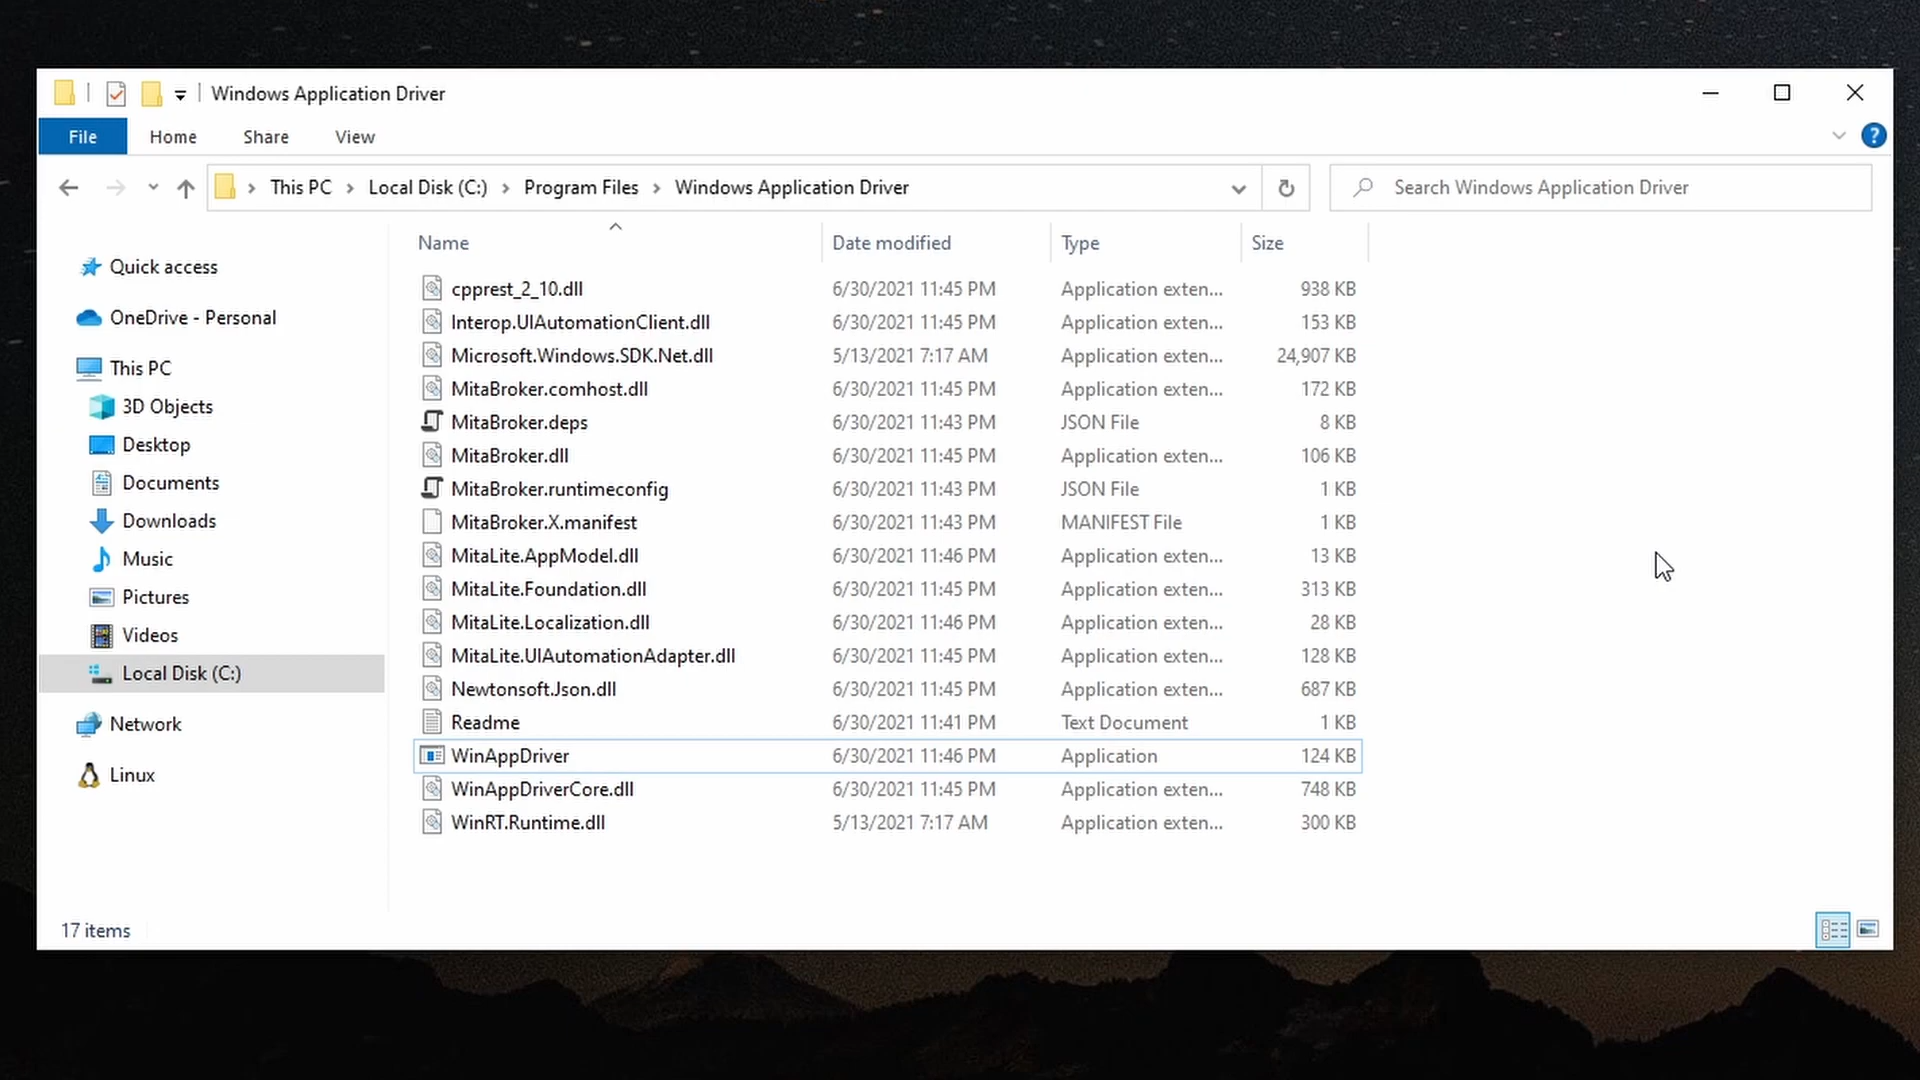 Windows Application Driver
File Home Share View
This PC Local Disk (C:) Program Files Windows Application Driver
Search Windows Application Driver
Name Date modified Type Size
Quick access
OneDrive - Personal
This PC
3D Objects
Desktop
Documents
Downloads
Music
Pictures
Videos
Local Disk (C:)
Network
Linux
cpprest_2_10.dll 6/30/2021 11:45 PM Application exten... 938 KB
Interop.UIAutomationClient.dll 6/30/2021 11:45 PM Application exten... 153 KB
Microsoft.Windows.SDK.Net.dll 5/13/2021 7:17 AM Application exten... 24,907 KB
MitaBroker.comhost.dll 6/30/2021 11:45 PM Application exten... 172 KB
MitaBroker.deps 6/30/2021 11:43 PM JSON File 8 KB
MitaBroker.dll 6/30/2021 11:45 PM Application exten... 106 KB
MitaBroker.runtimeconfig 6/30/2021 11:43 PM JSON File 1 KB
MitaBroker.X.manifest 6/30/2021 11:43 PM MANIFEST File 1 KB
MitaLite.AppModel.dll 6/30/2021 11:46 PM Application exten... 13 KB
MitaLite.Foundation.dll 6/30/2021 11:45 PM Application exten... 313 KB
MitaLite.Localization.dll 6/30/2021 11:46 PM Application exten... 28 KB
MitaLite.UIAutomationAdapter.dll 6/30/2021 11:45 PM Application exten... 128 KB
Newtonsoft.Json.dll 6/30/2021 11:45 PM Application exten... 687 KB
Readme 6/30/2021 11:41 PM Text Document 1 KB
WinAppDriver 6/30/2021 11:46 PM Application 124 KB
WinAppDriverCore.dll 6/30/2021 11:45 PM Application exten... 748 KB
WinRT.Runtime.dll 5/13/2021 7:17 AM Application exten... 300 KB
17 items